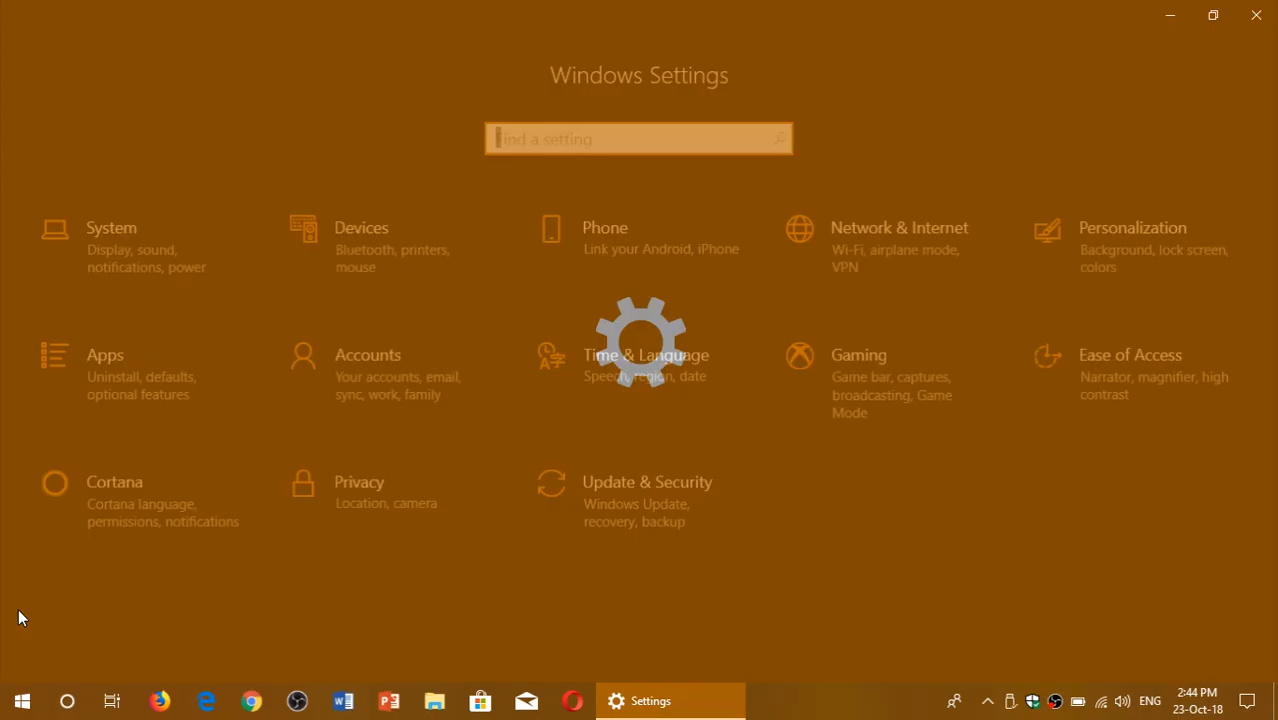 Windows Settings
Find a setting
System
Display, sound,
notifications, power
Devices
Bluetooth, printers,
mouse
Phone
Link your Android, iPhone
Network & Internet
Wi-Fi, airplane mode,
VPN
Personalization
Background, lock screen,
colors
Apps
Uninstall, defaults,
optional features
Accounts
Your accounts, email,
sync, work, family
Time & Language
Speech, region, date
Gaming
Game bar, captures,
broadcasting, Game
Mode
Ease of Access
Narrator, magnifier, high
contrast
Cortana
Cortana language,
permissions, notifications
Privacy
Location, camera
Update & Security
Windows Update,
recovery, backup
Settings
ENG
2:44 PM
23-Oct-18